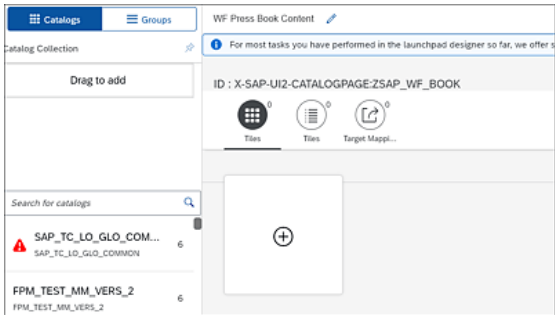 Catalogs
Groups
Catalog Collection
Drag to add
Search for catalogs
SAP_TC_LO_GLO_COM...
6
SAP_TC_LO_GLO_COMMON
FPM_TEST_MM_VERS_2
6
FPM_TEST_MM_VERS_2
WF Press Book Content
For most tasks you have performed in the launchpad designer so far, we offer s
ID : X-SAP-UI2-CATALOGPAGE:ZSAP_WF_BOOK
0
0
0
Tiles
Tiles
Target Mappi...